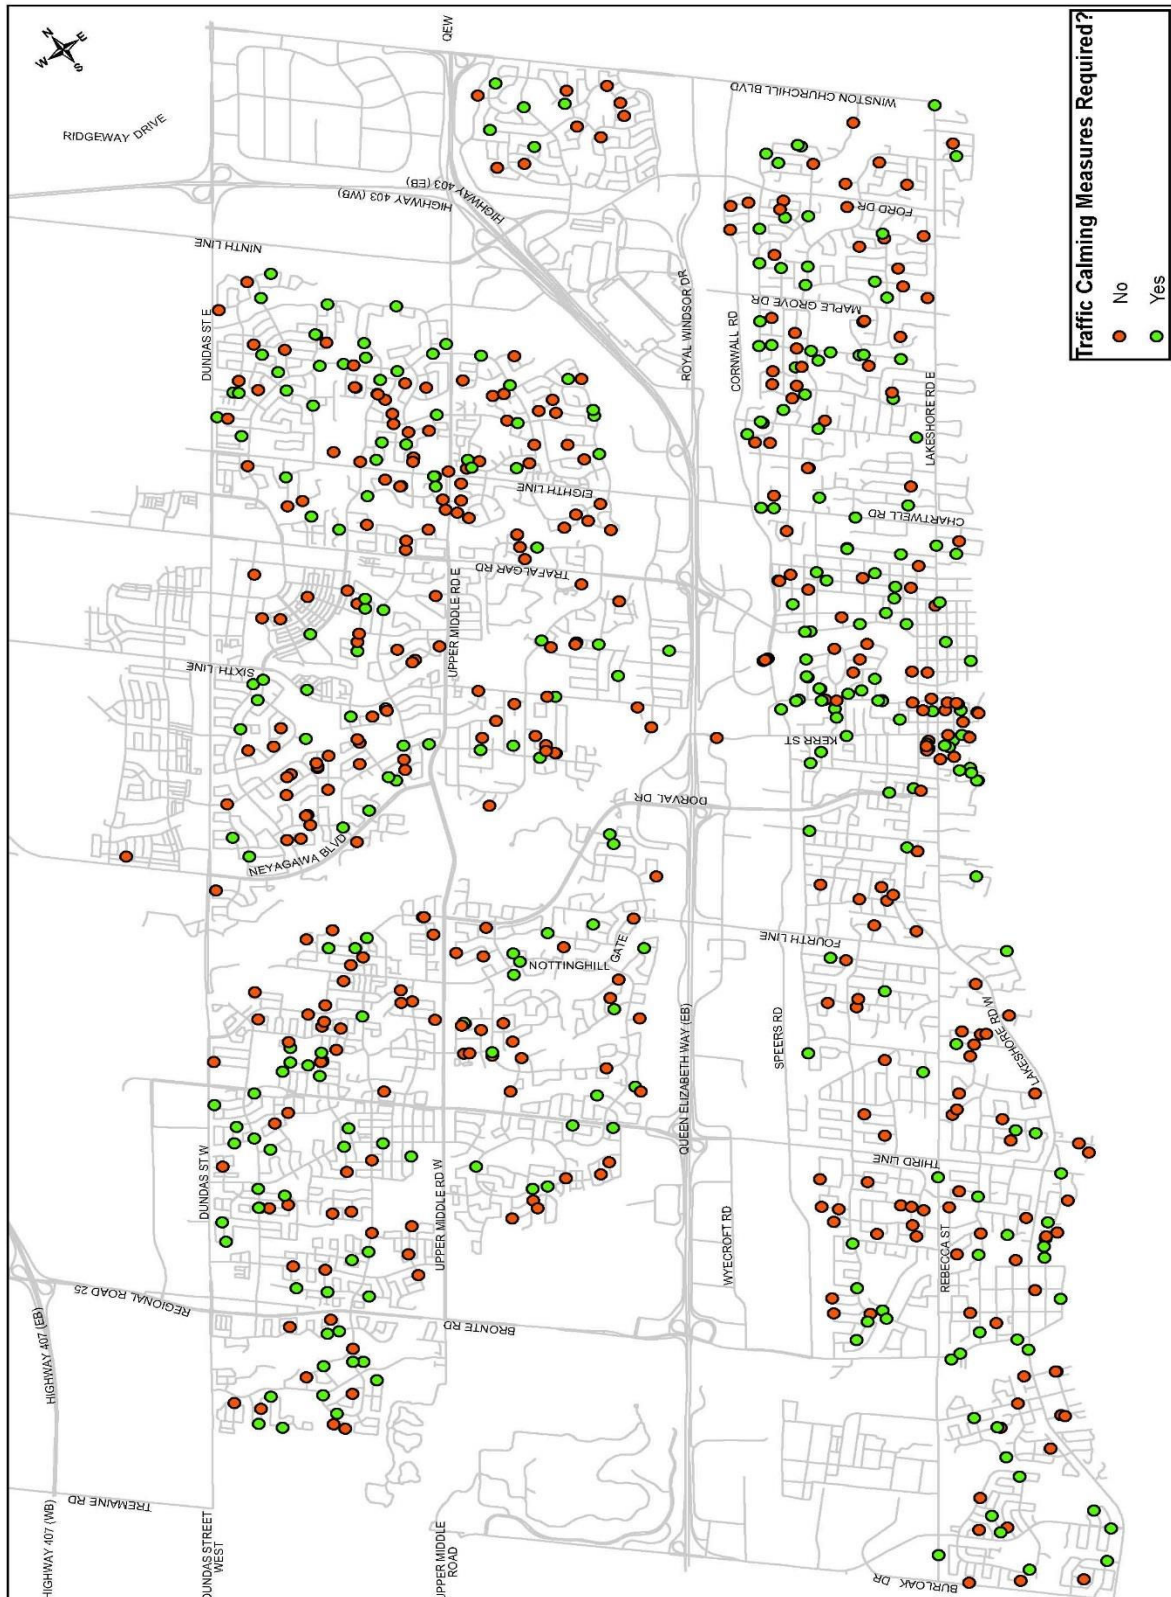 N
E
W
S
RIDGEWAY DRIVE
QEW
WINSTON CHURCHILL BLVD
Traffic Calming Measures Required?
No
Yes
HIGHWAY 403 (EB)
HIGHWAY 403 (WB)
HIGHWAY 403 (EB)
NINTH LINE
FORD DR
ROYAL WINDSOR DR
MAPLE GROVE DR
DUNDAS ST E
CORNWALL RD
LAKESHORE RD E
EIGHTH LINE
CHARTWELL RD
TRAFALGAR RD
UPPER MIDDLE RD E
SIXTH LINE
KERR ST
DORVAL DR
NEYAGAWA BLVD
FOURTH LINE
NOTTINGHILL
GATE
SPEERS RD
LAKESHORE RD W
QUEEN ELIZABETH WAY (EB)
THIRD LINE
DUNDAS ST W
UPPER MIDDLE RD W
WYECROFT RD
REBECCA ST
REGIONAL ROAD 25
BRONTE RD
HIGHWAY 407 (EB)
HIGHWAY 407 (WB)
TREMAINE RD
DUNDAS STREET
WEST
UPPER MIDDLE
ROAD
BURLOAK DR